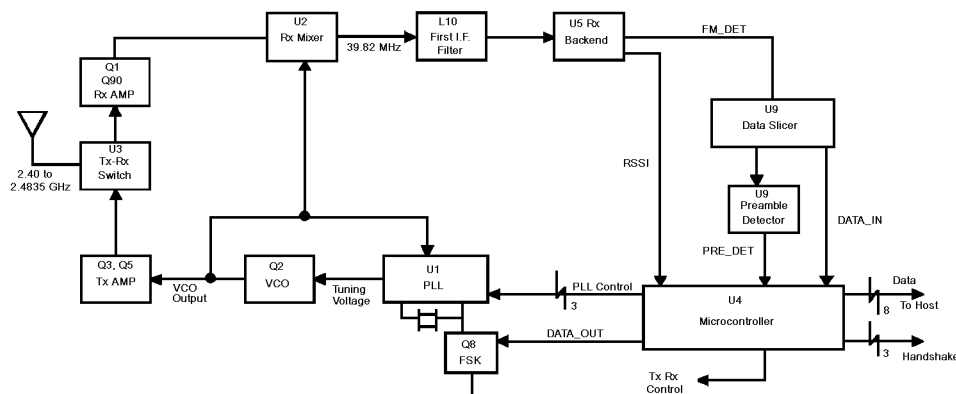 U2
Rx Mixer
39.82 MHz
L10
First I.F.
Filter
U5 Rx
Backend
FM_DET
Q1
Q90
Rx AMP
U3
Tx-Rx
Switch
2.40 to
2.4835 GHz
U9
Data Slicer
RSSI
U9
Preamble
Detector
DATA_IN
PRE_DET
Q3, Q5
Tx AMP
VCO
Output
Q2
VCO
Tuning
Voltage
U1
PLL
PLL Control
3
U4
Microcontroller
Data
To Host
8
3
Handshake
Q8
FSK
DATA_OUT
Tx Rx
Control